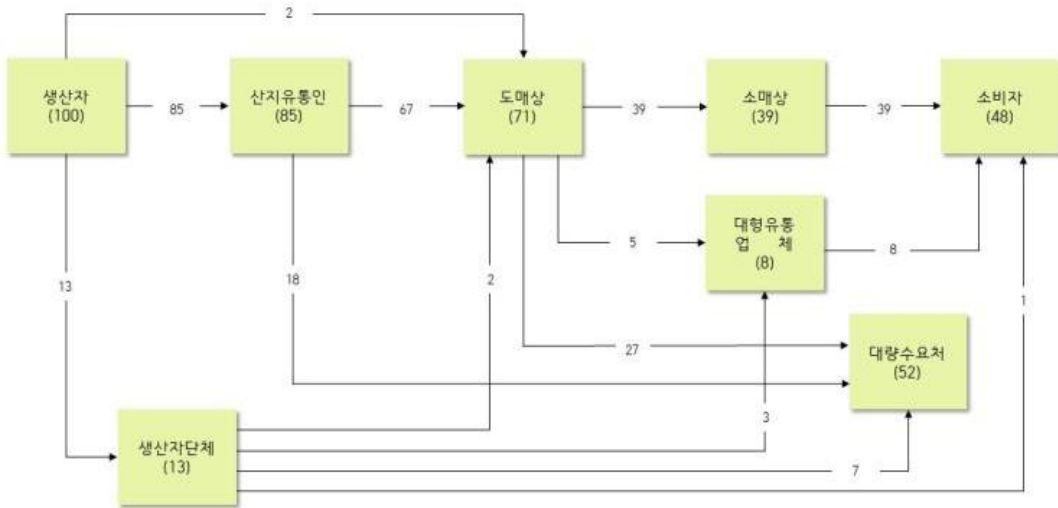 2
생산자
(100)
85
산지유통인
(85)
67
도매상
(71)
39
소매상
(39)
39
소비자
(48)
대형유통
업 체
(8)
5
8
13
18
2
1
27
대량수요처
(52)
3
생산자단체
(13)
7